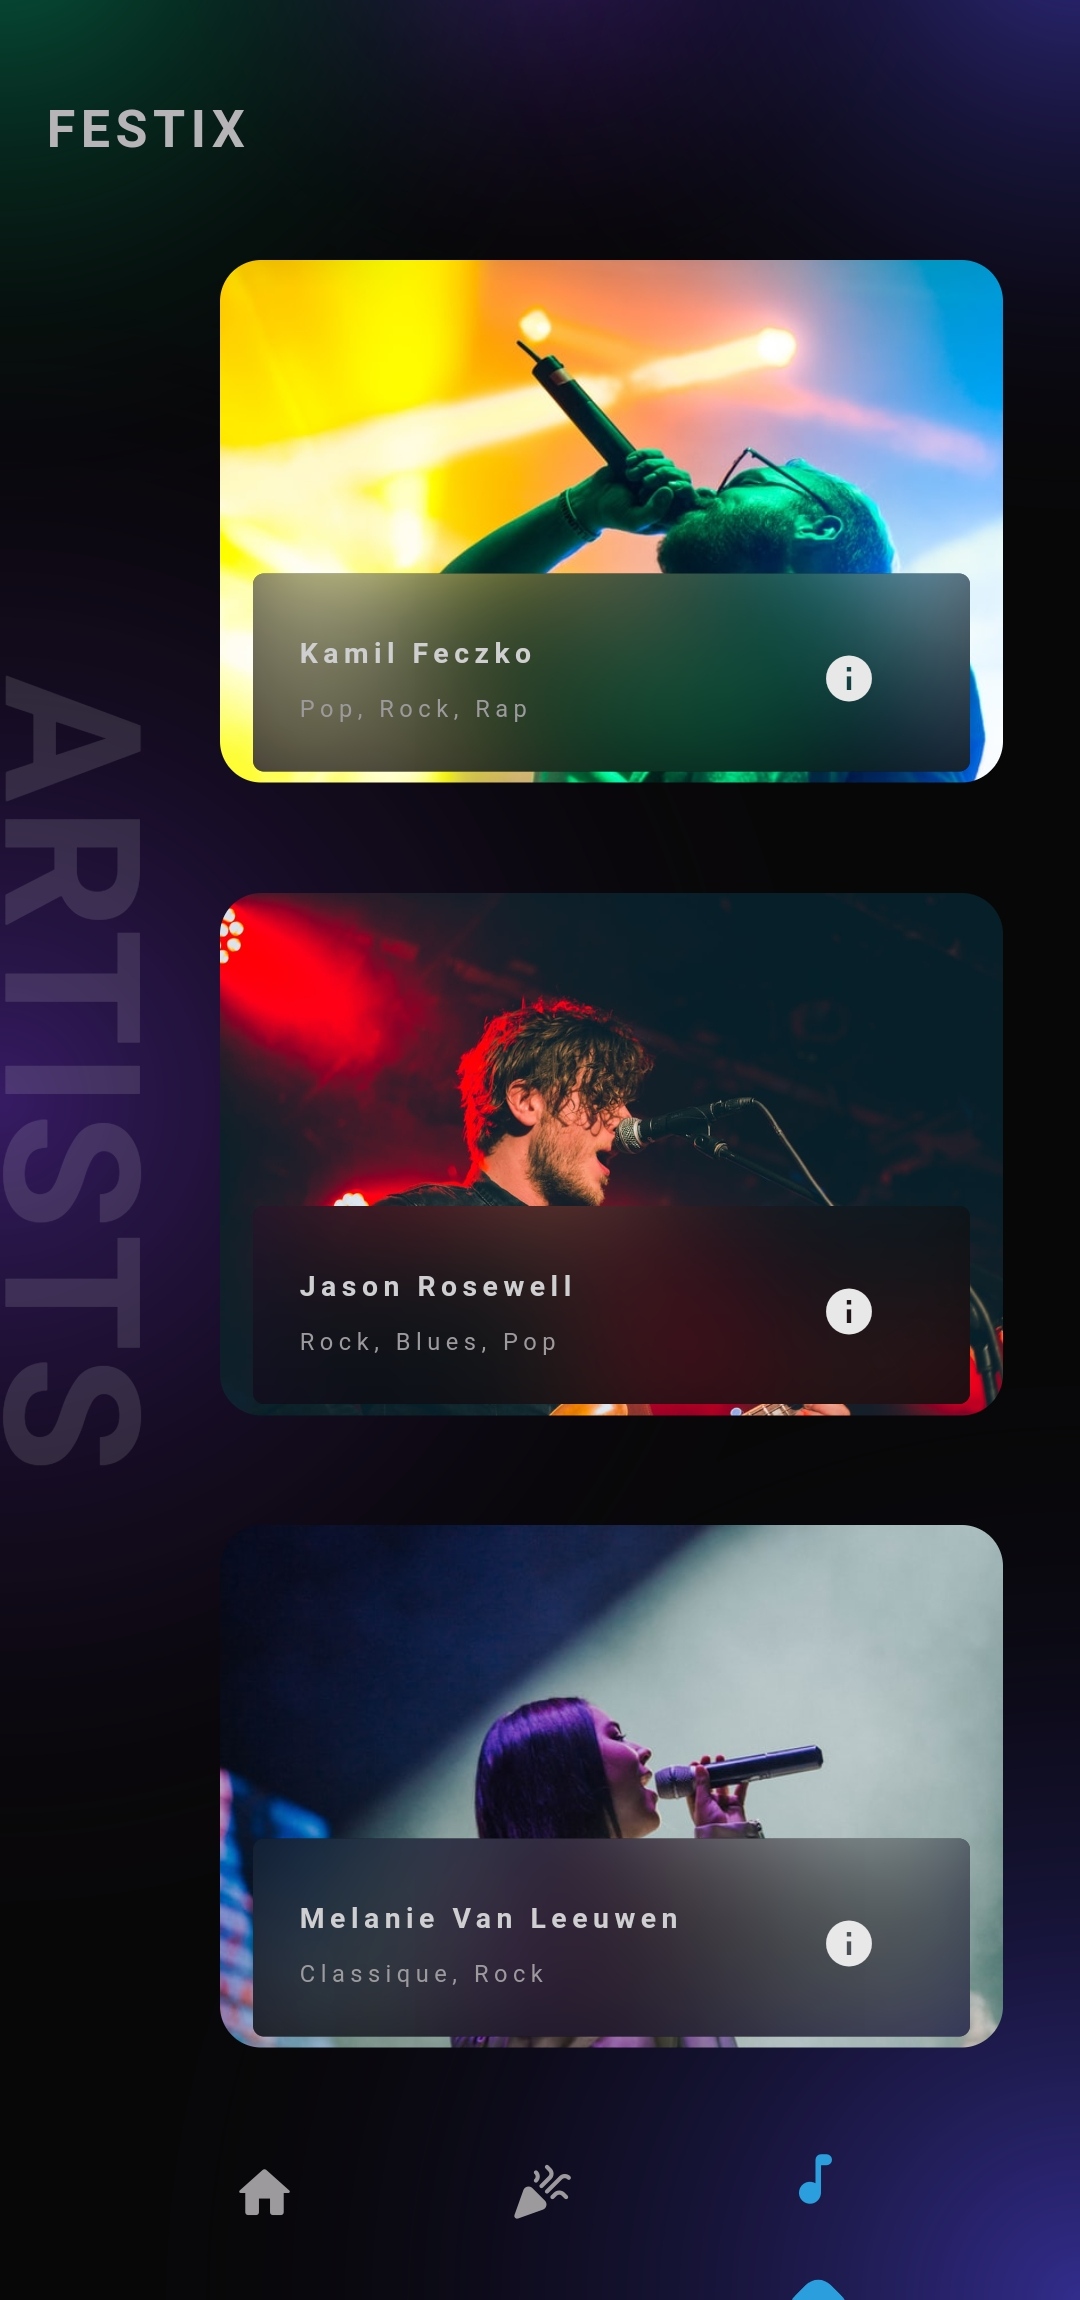 FESTIX
ARTISTS
Kamil Feczko
Pop, Rock, Rap
Jason Rosewell
Rock, Blues, Pop
Melanie Van Leeuwen
Classique, Rock